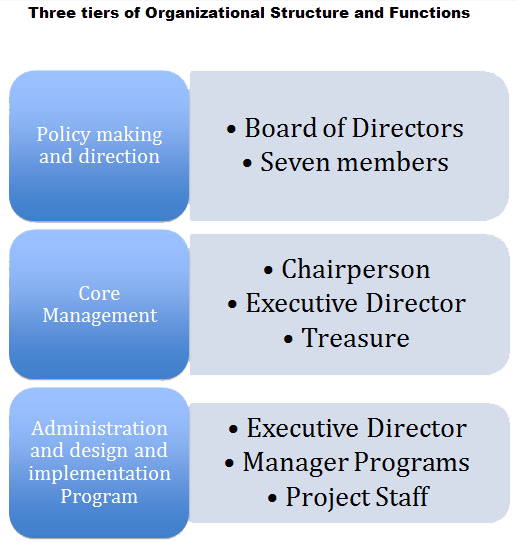 Three tiers of Organizational Structure and Functions
Policy making
and direction
• Board of Directors
• Seven members
Core
Management
• Chairperson
• Executive Director
• Treasure
Administration
and design and
implementation
Program
• Executive Director
• Manager Programs
• Project Staff